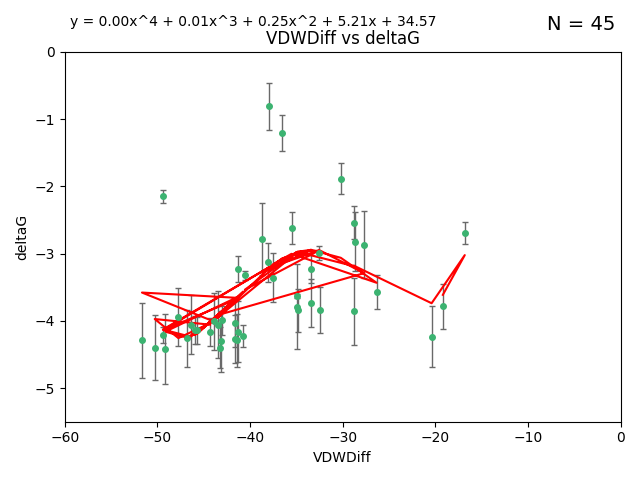 y = 0.00x^4 + 0.01x^3 + 0.25x^2 + 5.21x + 34.57
N = 45
VDWDiff vs deltaG
0
−1
−2
−3
−4
−5
deltaG
−60 −50 −40 −30 −20 −10 0
VDWDiff